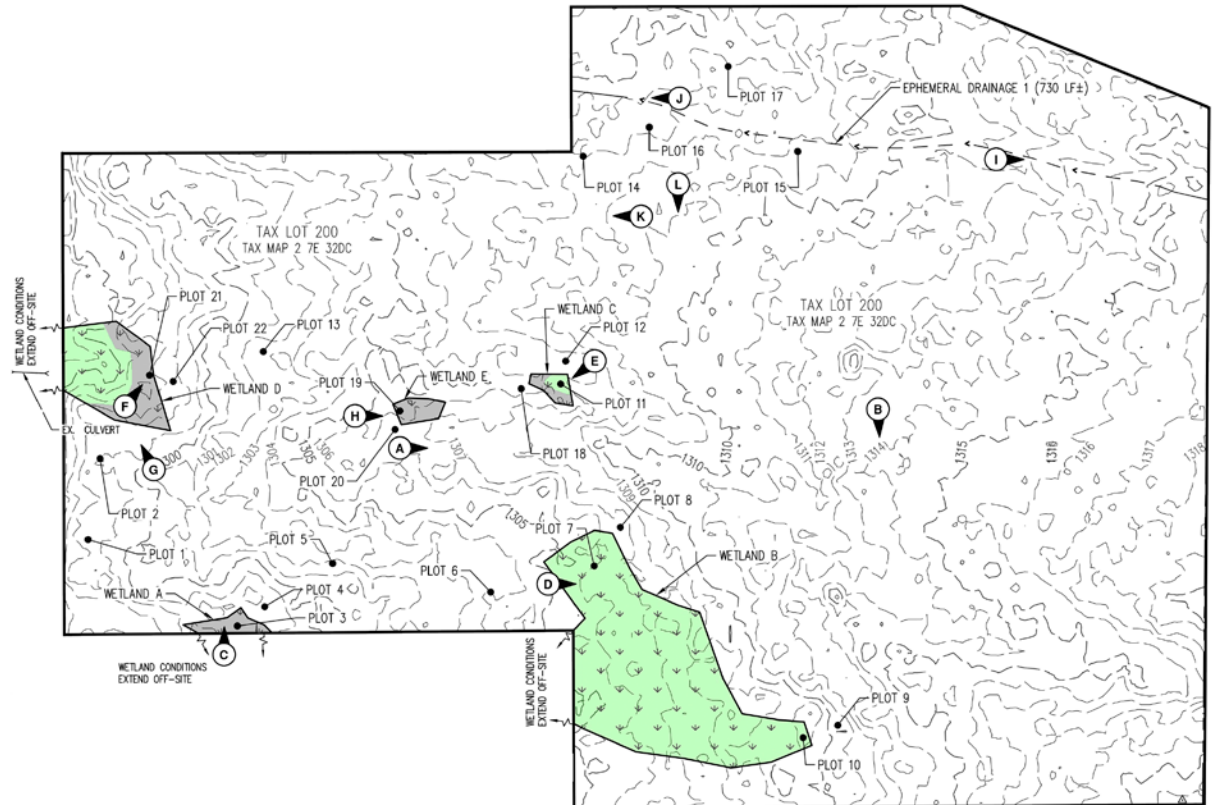 PLOT 17
EPHEMERAL DRAINAGE 1 (730 LF±)
J
PLOT 16
I
PLOT 14
L
PLOT 15
K
TAX LOT 200
TAX MAP 2 7E 32DC
WETLAND CONDITIONS
EXTEND OFF-SITE
PLOT 21
PLOT 22
PLOT 13
WETLAND C
PLOT 12
TAX LOT 200
TAX MAP 2 7E 32DC
E
PLOT 19
WETLAND E
WETLAND D
PLOT 11
F
H
B
EX. CULVERT
A
PLOT 18
G
1300
1301
1302
1303
1304
1305
1306
1307
1310
1310
1311
1312
1313
1314
1315
1316
1316
1317
1318
PLOT 20
PLOT 2
1310
1309
PLOT 8
1305
PLOT 7
PLOT 1
PLOT 5
WETLAND B
PLOT 6
D
WETLAND A
PLOT 4
PLOT 3
C
WETLAND CONDITIONS
EXTEND OFF-SITE
WETLAND CONDITIONS
EXTEND OFF-SITE
PLOT 9
PLOT 10